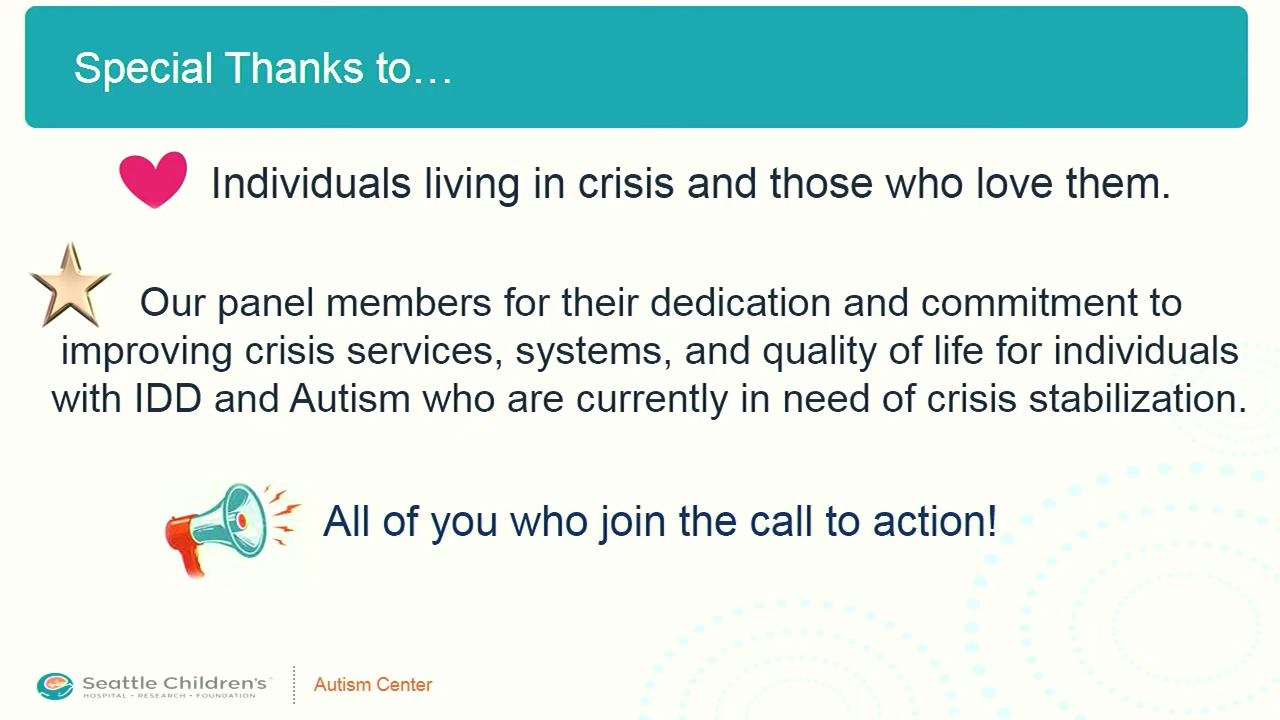 Special Thanks to…
Individuals living in crisis and those who love them.
Our panel members for their dedication and commitment to
improving crisis services, systems, and quality of life for individuals
with IDD and Autism who are currently in need of crisis stabilization.
All of you who join the call to action!
Seattle Children's
HOSPITAL • RESEARCH • FOUNDATION
Autism Center